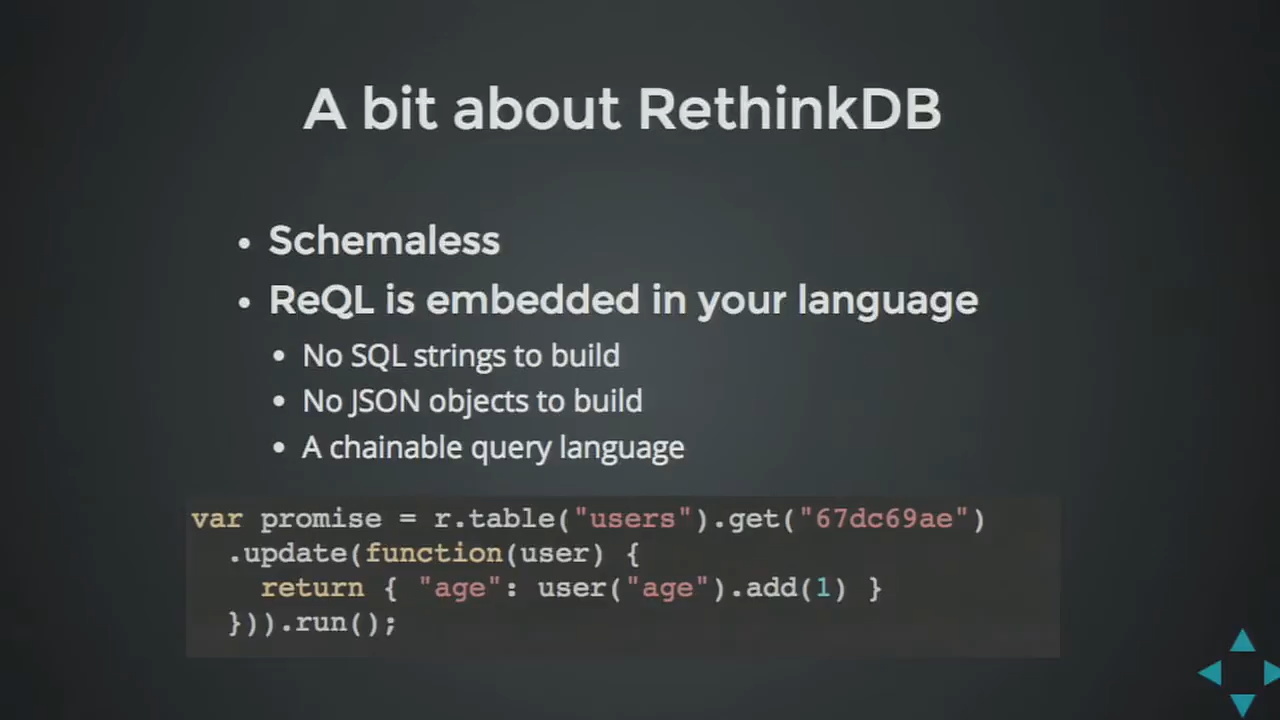 A bit about RethinkDB
• Schemaless
• ReQL is embedded in your language
• No SQL strings to build
• No JSON objects to build
• A chainable query language
var promise = r.table("users").get("67dc69ae")
  .update(function(user) {
    return { "age": user("age").add(1) }
  })).run();